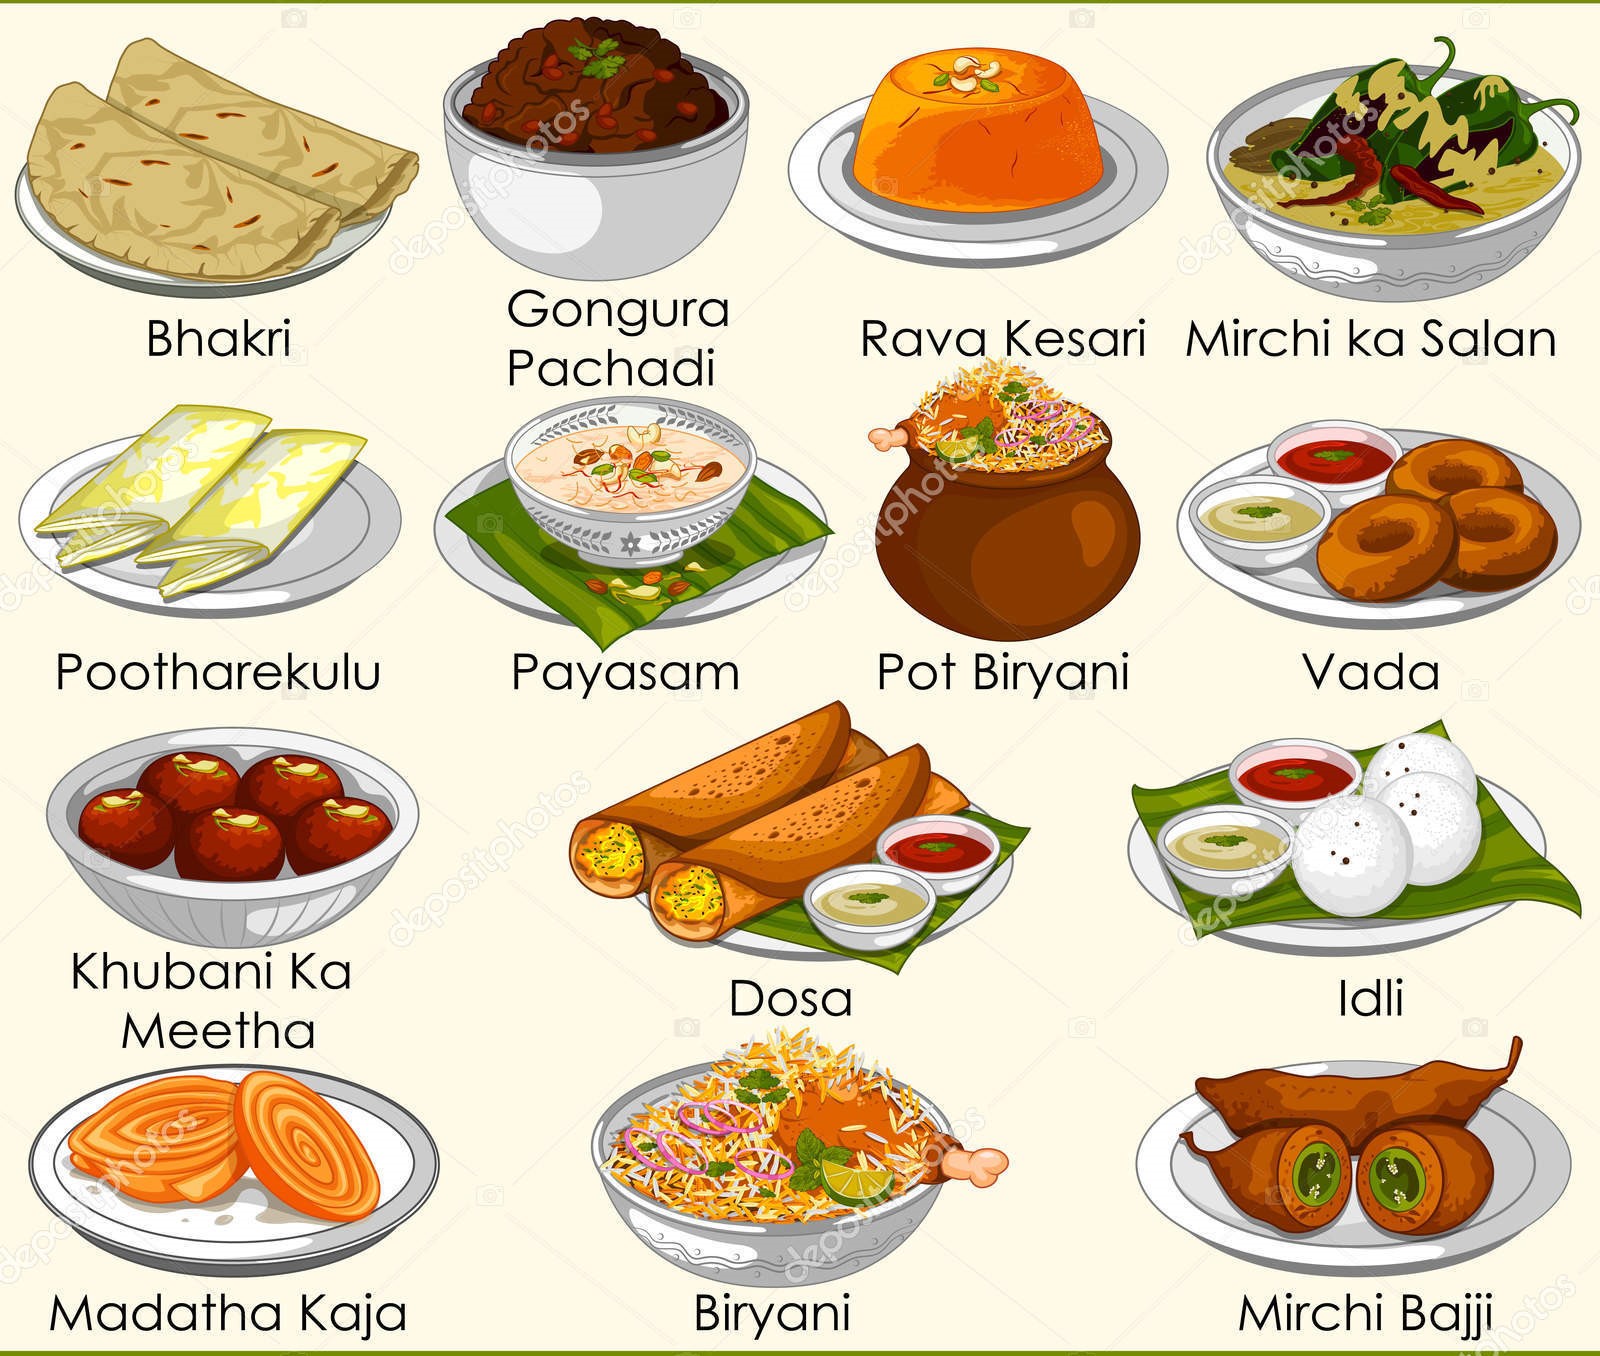 Bhakri
Gongura
Pachadi
Rava Kesari
Mirchi ka Salan
Pootharekulu
Payasam
Pot Biryani
Vada
Khubani Ka
Meetha
Dosa
Idli
Madatha Kaja
Biryani
Mirchi Bajji
depositphotos